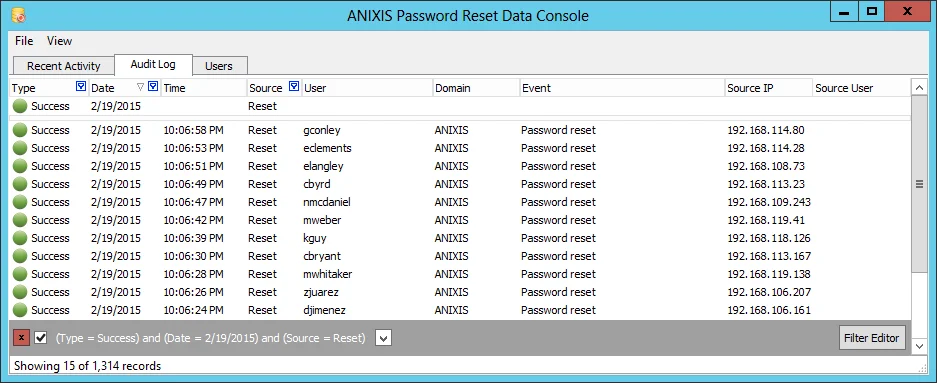 ANIXIS Password Reset Data Console
File View
Recent Activity Audit Log Users
Type Date Time Source User Domain Event Source IP Source User
Success 2/19/2015 Reset
Success 2/19/2015 10:06:58 PM Reset gconley ANIXIS Password reset 192.168.114.80
Success 2/19/2015 10:06:53 PM Reset eclements ANIXIS Password reset 192.168.114.28
Success 2/19/2015 10:06:51 PM Reset elangley ANIXIS Password reset 192.168.108.73
Success 2/19/2015 10:06:49 PM Reset cbyrd ANIXIS Password reset 192.168.113.23
Success 2/19/2015 10:06:47 PM Reset nmcdaniel ANIXIS Password reset 192.168.109.243
Success 2/19/2015 10:06:42 PM Reset mweber ANIXIS Password reset 192.168.119.41
Success 2/19/2015 10:06:39 PM Reset kguy ANIXIS Password reset 192.168.118.126
Success 2/19/2015 10:06:30 PM Reset cbryant ANIXIS Password reset 192.168.113.167
Success 2/19/2015 10:06:28 PM Reset mwhitaker ANIXIS Password reset 192.168.119.138
Success 2/19/2015 10:06:26 PM Reset zjuarez ANIXIS Password reset 192.168.106.207
Success 2/19/2015 10:06:24 PM Reset djimenez ANIXIS Password reset 192.168.106.161
(Type = Success) and (Date = 2/19/2015) and (Source = Reset) Filter Editor
Showing 15 of 1,314 records